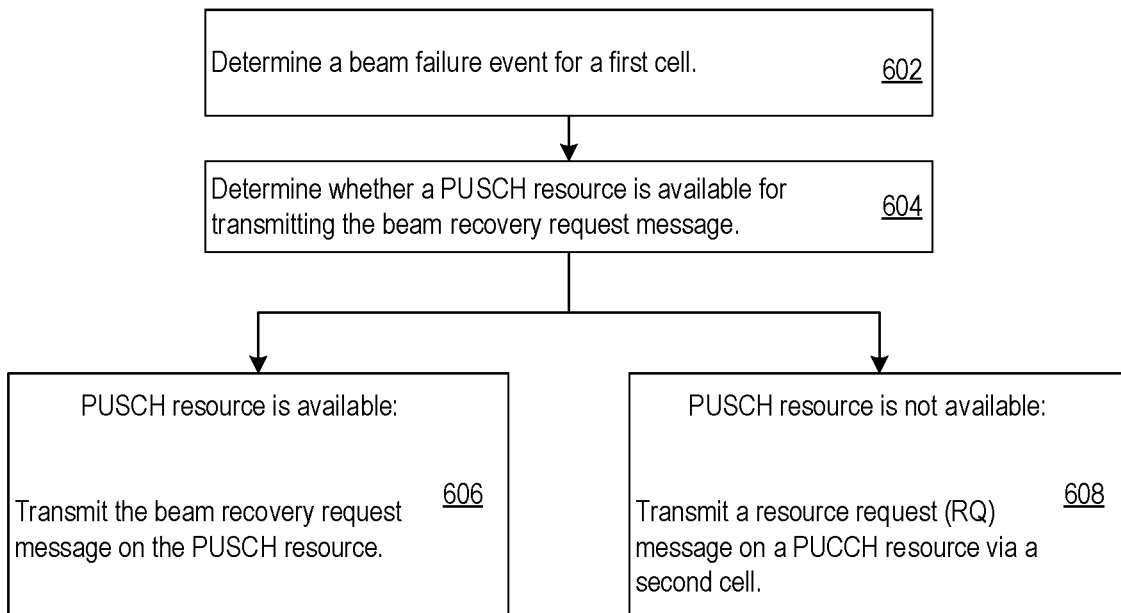 Determine a beam failure event for a first cell.
602
Determine whether a PUSCH resource is available for
transmitting the beam recovery request message.
604
PUSCH resource is available:
606
Transmit the beam recovery request
message on the PUSCH resource.
PUSCH resource is not available:
608
Transmit a resource request (RQ)
message on a PUCCH resource via a
second cell.